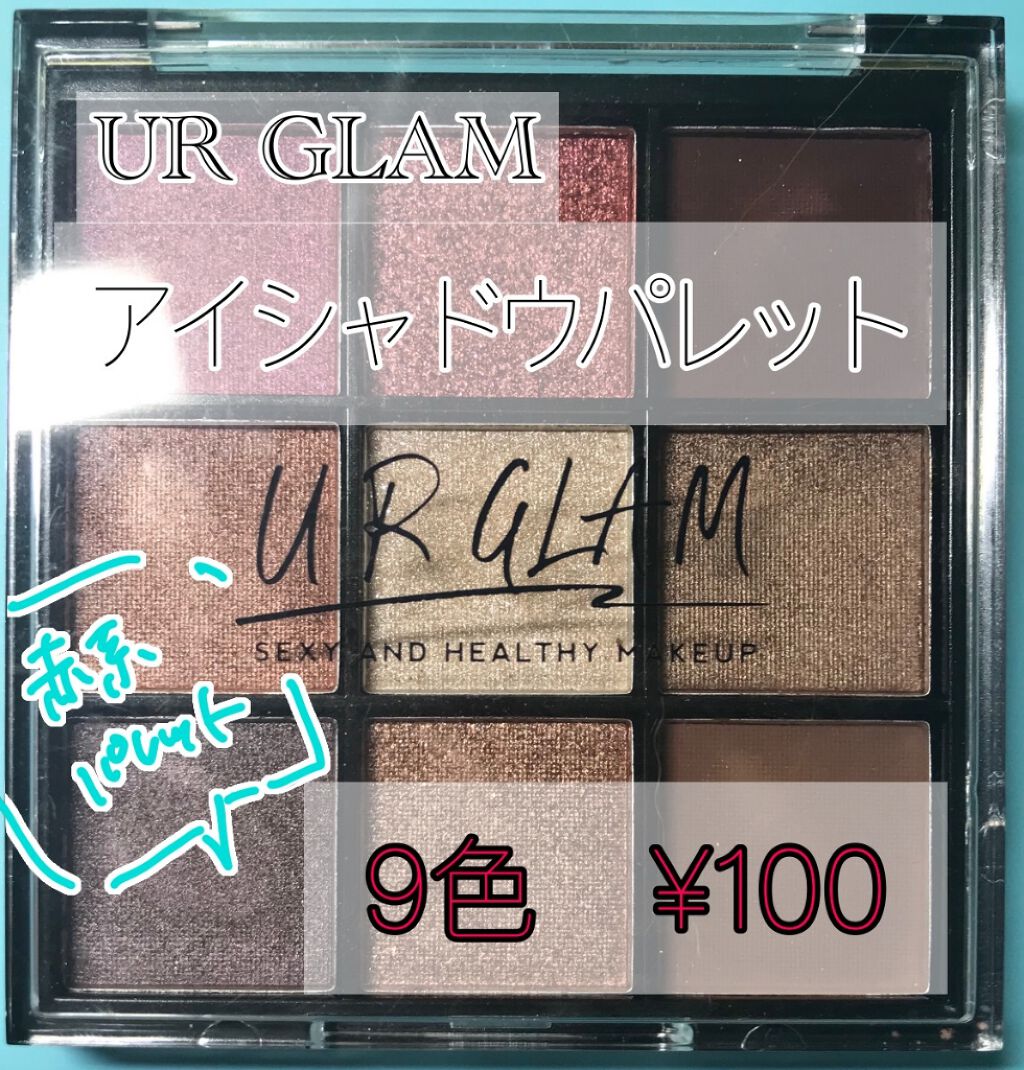 UR GLAM
アイシャドウパレット
UR GLAM
SEXY AND HEALTHY MAKEUP
赤系
パレット
9色 ¥100